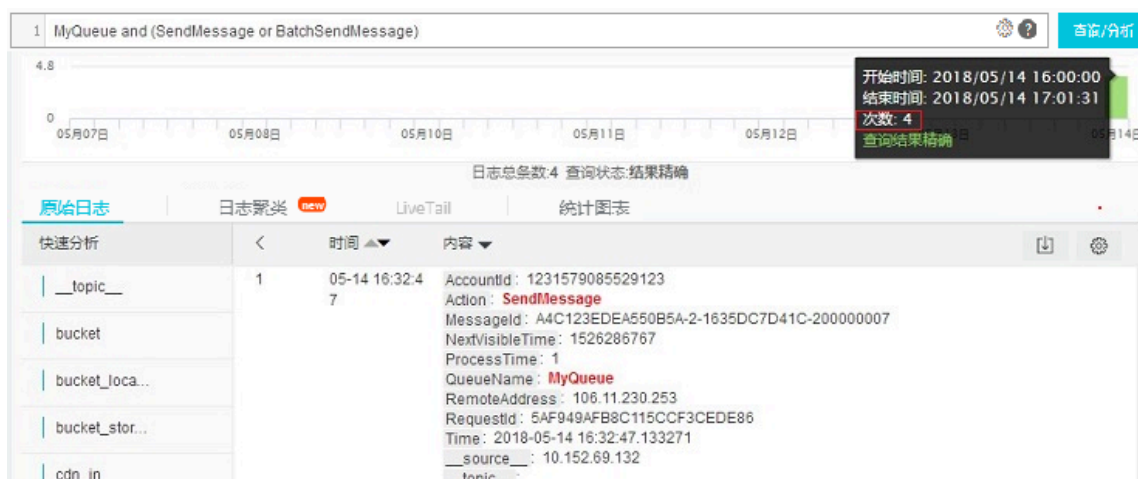 1 MyQueue and (SendMessage or BatchSendMessage)
查询/分析
4.8
开始时间: 2018/05/14 16:00:00
结束时间: 2018/05/14 17:01:31
次数: 4
查询结果精确
0
05月07日 05月08日 05月10日 05月11日 05月12日 05月14日
日志总条数:4 查询状态:结果精确
原始日志 日志聚类 new LiveTail 统计图表
快速分析 < 时间 内容
__topic__
bucket
bucket_loca...
bucket_stor...
cdn_in
1 05-14 16:32:4
7
AccountId : 1231579085529123
Action : SendMessage
MessageId : A4C123EDEA550B5A-2-1635DC7D41C-200000007
NextVisibleTime : 1526286767
ProcessTime : 1
QueueName : MyQueue
RemoteAddress : 106.11.230.253
RequestId : 5AF949AFB8C115CCF3CEDE86
Time : 2018-05-14 16:32:47.133271
__source__ : 10.152.69.132
__topic__ :